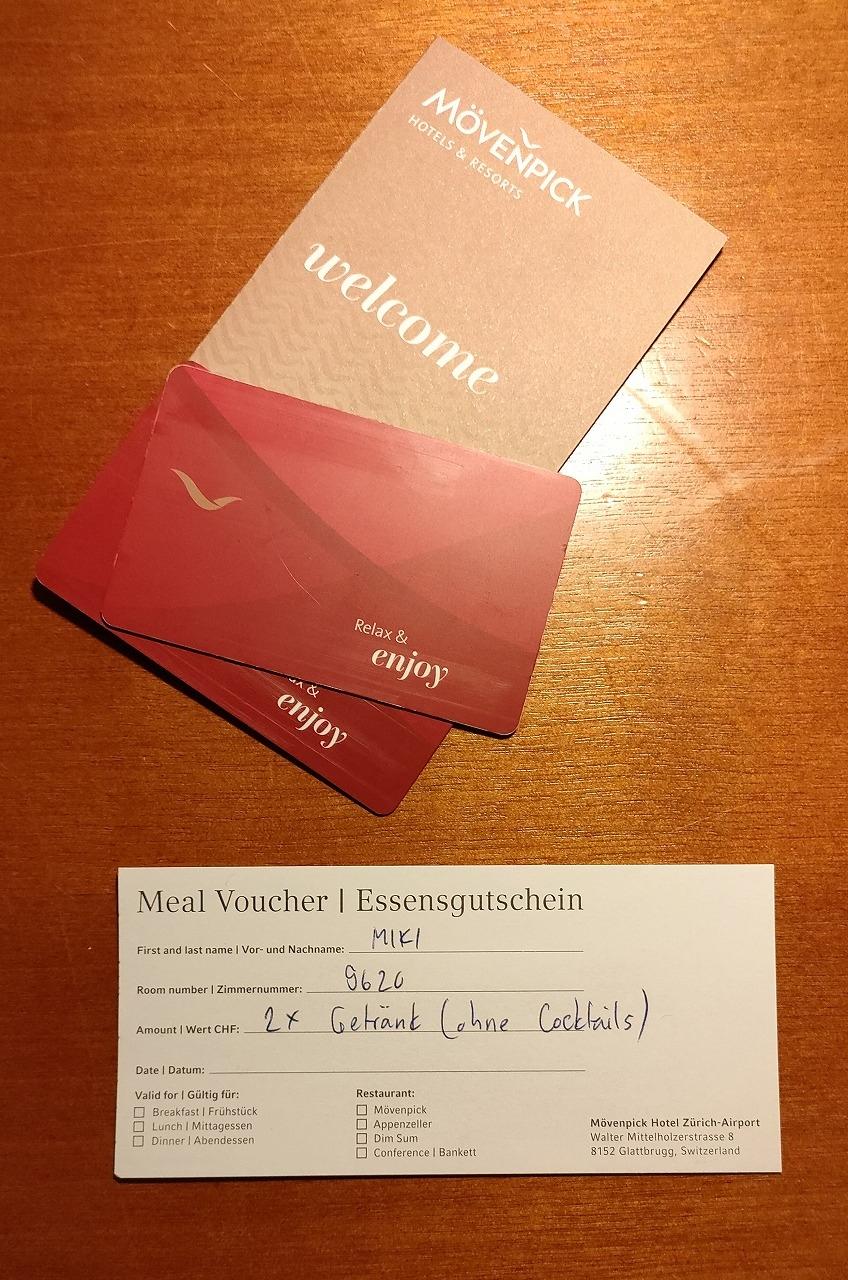 MÖVENPICK
HOTELS & RESORTS
welcome
Relax &
enjoy
&
enjoy
Meal Voucher | Essensgutschein
First and last name | Vor- und Nachname: MIKI
Room number | Zimmernummer: 9620
Amount | Wert CHF: 2x Getränk (ohne Cocktails)
Date | Datum:
Valid for | Gültig für:
Breakfast | Frühstück
Lunch | Mittagessen
Dinner | Abendessen
Restaurant:
Mövenpick
Appenzeller
Dim Sum
Conference | Bankett
Mövenpick Hotel Zürich-Airport
Walter Mittelholzerstrasse 8
8152 Glattbrugg, Switzerland